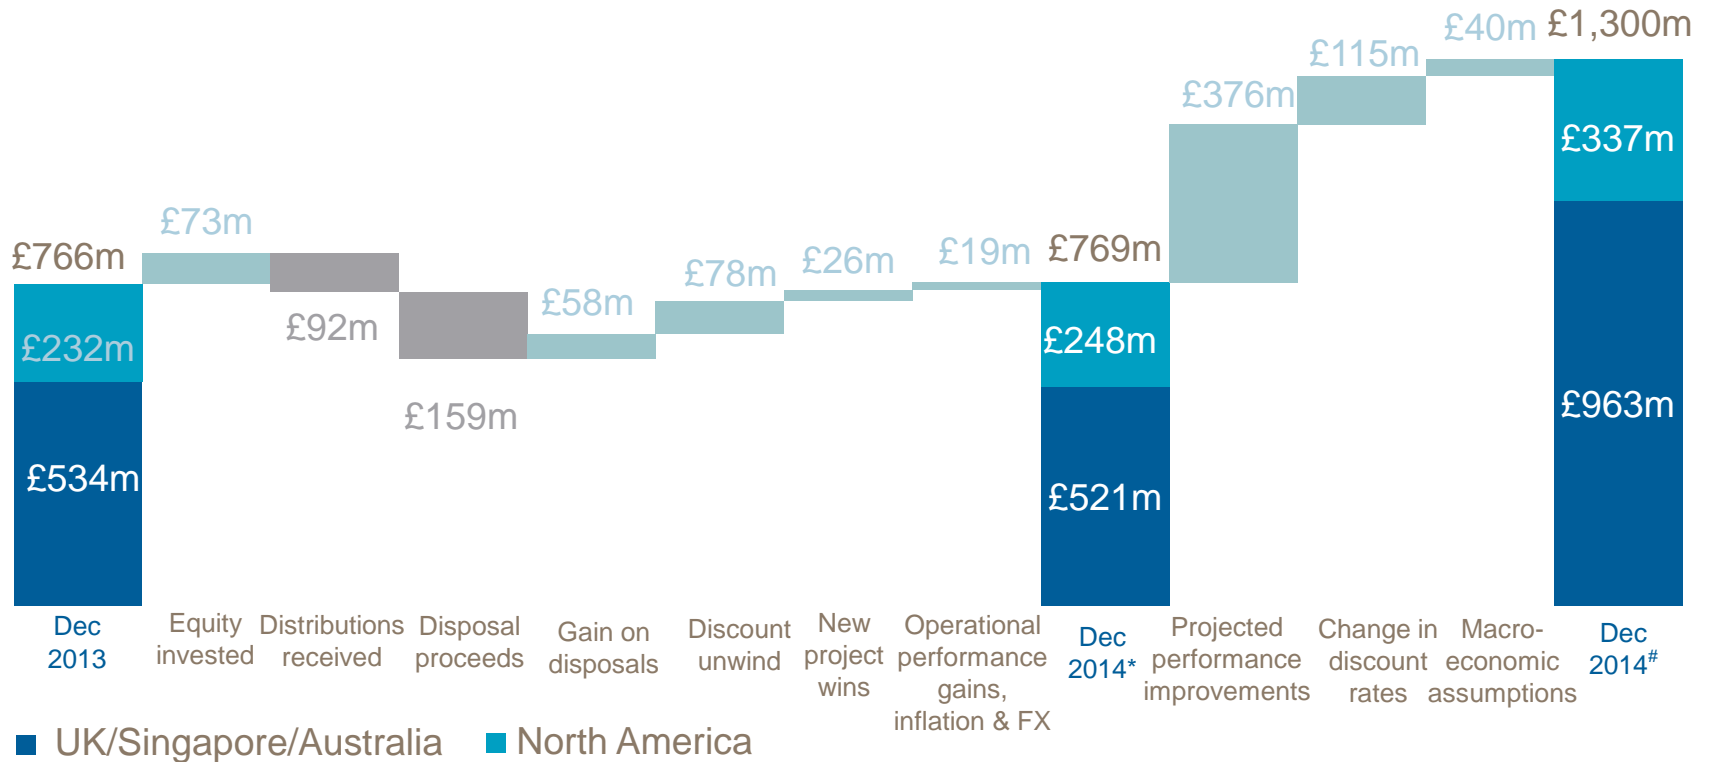 £40m
£1,300m
£115m
£376m
£337m
£73m
£766m
£78m
£26m
£19m
£769m
£58m
£92m
£232m
£248m
£159m
£963m
£534m
£521m
Dec
2013
Equity
invested
Distributions
received
Disposal
proceeds
Gain on
disposals
Discount
unwind
New
project
wins
Operational
performance
gains,
inflation & FX
Dec
2014*
Projected
performance
improvements
Change in
discount
rates
Macro-
economic
assumptions
Dec
2014#
UK/Singapore/Australia
North America